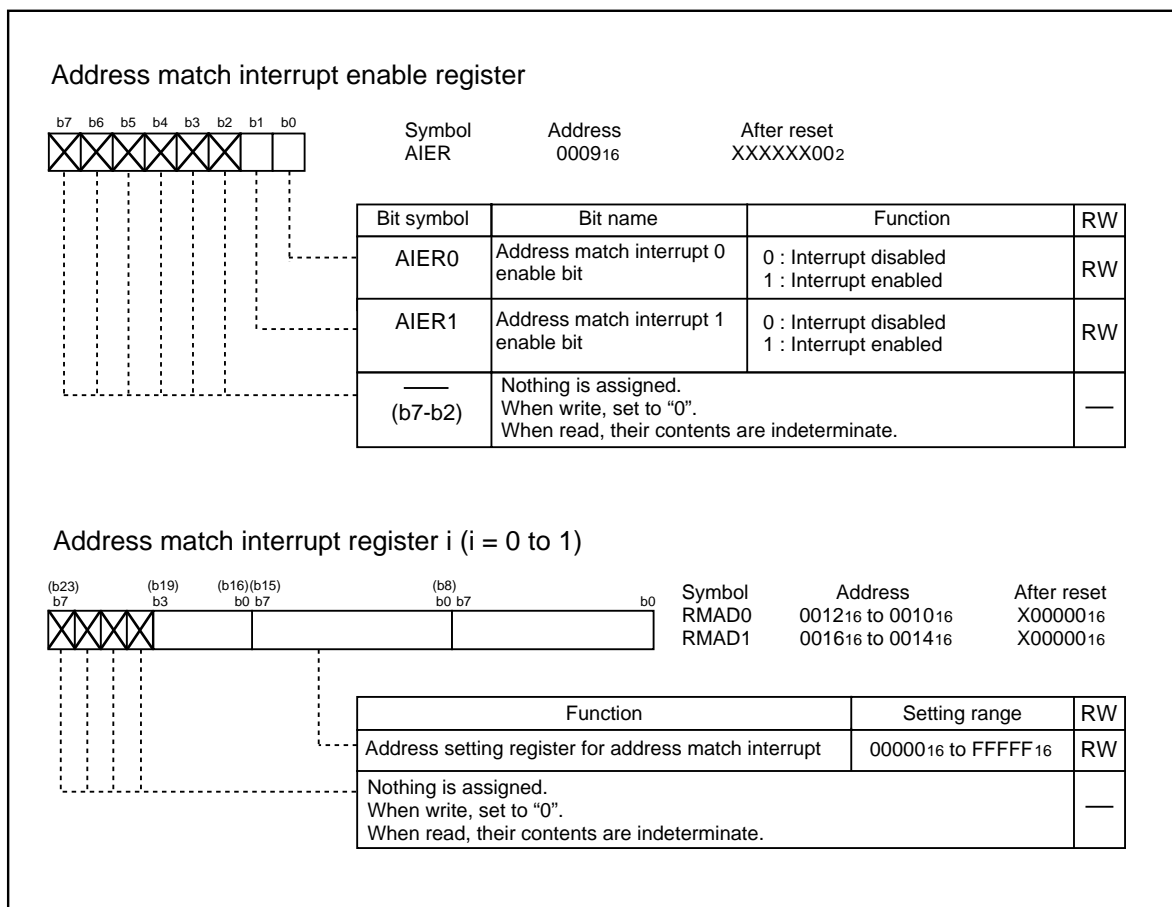 Address match interrupt enable register
b7 b6 b5 b4 b3 b2 b1 b0
Symbol Address After reset
AIER 000916 XXXXXX002
Bit symbol Bit name Function RW
AIER0 Address match interrupt 0 enable bit 0 : Interrupt disabled 1 : Interrupt enabled RW
AIER1 Address match interrupt 1 enable bit 0 : Interrupt disabled 1 : Interrupt enabled RW
(b7-b2)
Nothing is assigned.
When write, set to “0”.
When read, their contents are indeterminate.
—
Address match interrupt register i (i = 0 to 1)
(b23) (b19) (b16)(b15) (b8)
b7 b3 b0 b7 b0 b7 b0
Symbol Address After reset
RMAD0 001216 to 001016 X0000016
RMAD1 001616 to 001416 X0000016
Function Setting range RW
Address setting register for address match interrupt 0000016 to FFFFF16 RW
Nothing is assigned.
When write, set to “0”.
When read, their contents are indeterminate.
—